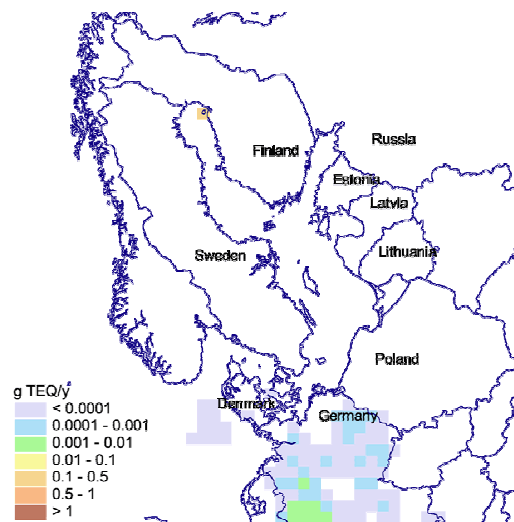 Russia
Finland
Estonia
Latvia
Lithuania
Sweden
Poland
g TEQ/y
Denmark
Germany
< 0.0001
0.0001 - 0.001
0.001 - 0.01
0.01 - 0.1
0.1 - 0.5
0.5 - 1
> 1